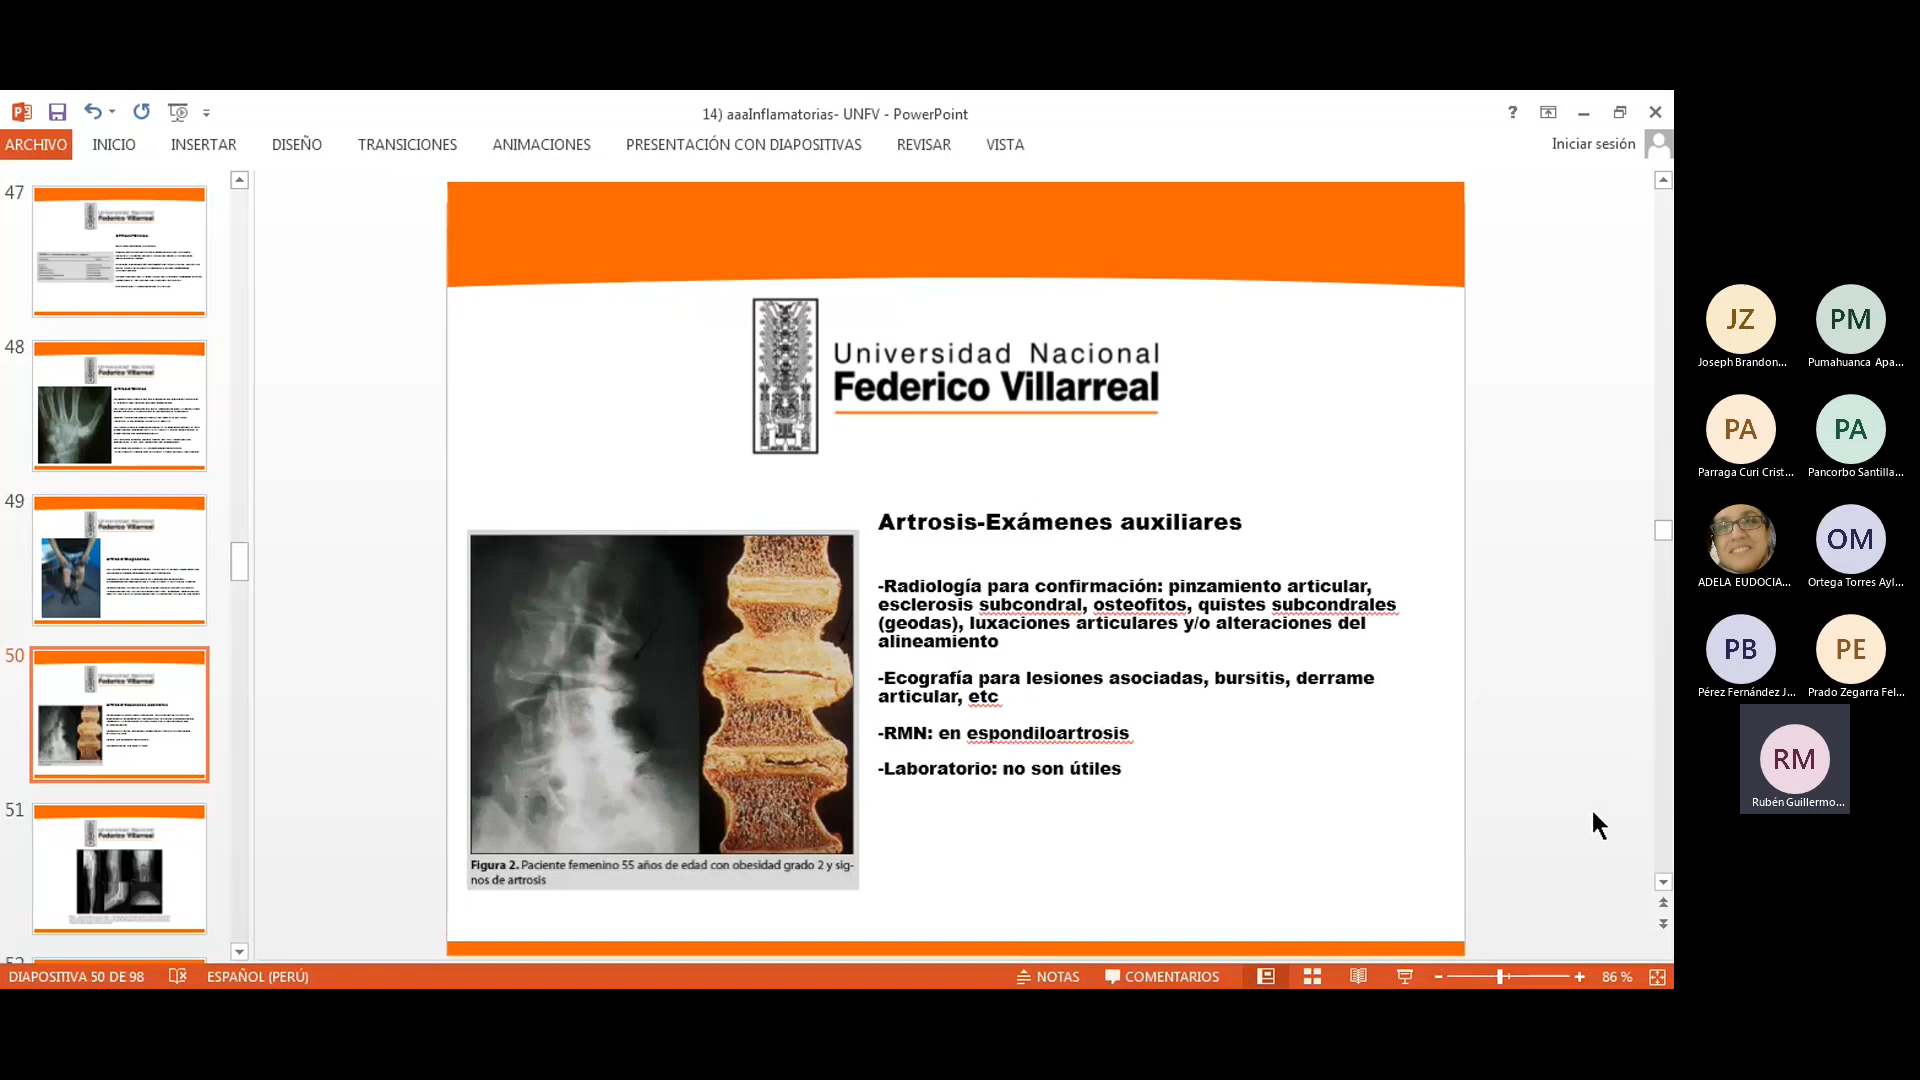 14) aaaInflamatorias- UNFV - PowerPoint
ARCHIVO INICIO INSERTAR DISEÑO TRANSICIONES ANIMACIONES PRESENTACIÓN CON DIAPOSITIVAS REVISAR VISTA Iniciar sesión
47
48
49
50
51
Universidad Nacional
Federico Villarreal
Artrosis-Exámenes auxiliares
-Radiología para confirmación: pinzamiento articular,
esclerosis subcondral, osteofitos, quistes subcondrales
(geodas), luxaciones articulares y/o alteraciones del
alineamiento
-Ecografía para lesiones asociadas, bursitis, derrame
articular, etc
-RMN: en espondiloartrosis
-Laboratorio: no son útiles
Figura 2. Paciente femenino 55 años de edad con obesidad grado 2 y sig-
nos de artrosis
DIAPOSITIVA 50 DE 98 ESPAÑOL (PERÚ) NOTAS COMENTARIOS 86 %
JZ PM
Joseph Brandon... Pumahuanca Apa...
PA PA
Parraga Curi Crist... Pancorbo Santilla...
OM
ADELA EUDOCIA... Ortega Torres Ayl...
PB PE
Pérez Fernández J... Prado Zegarra Fel...
RM
Rubén Guillermo...